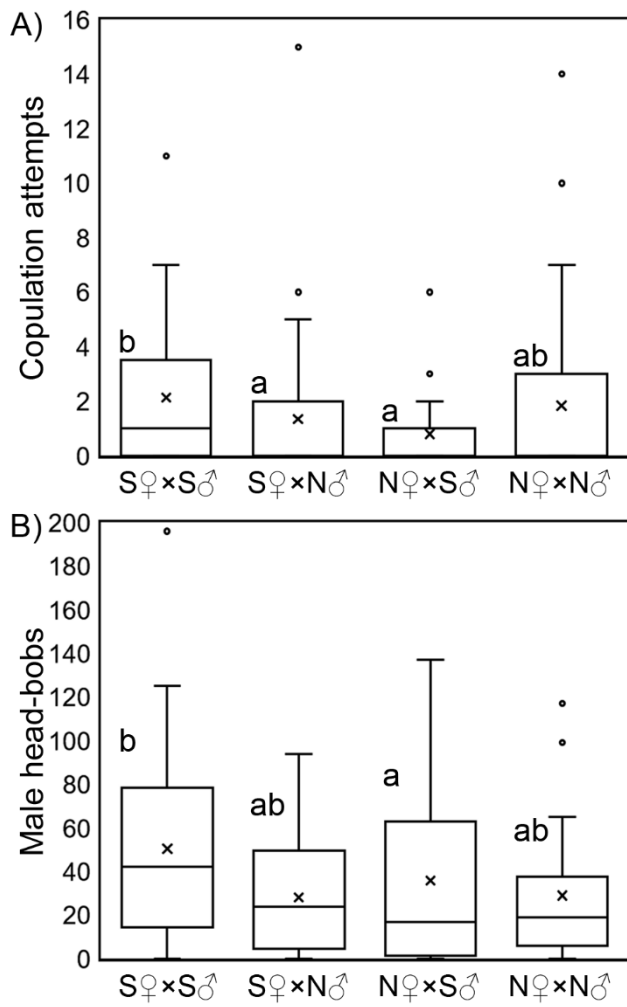 A)
Copulation attempts
16
14
12
10
8
6
4
2
0
b
a
a
ab
S♀×S♂ S♀×N♂ N♀×S♂ N♀×N♂
B)
Male head-bobs
200
180
160
140
120
100
80
60
40
20
0
b
ab
a
ab
S♀×S♂ S♀×N♂ N♀×S♂ N♀×N♂